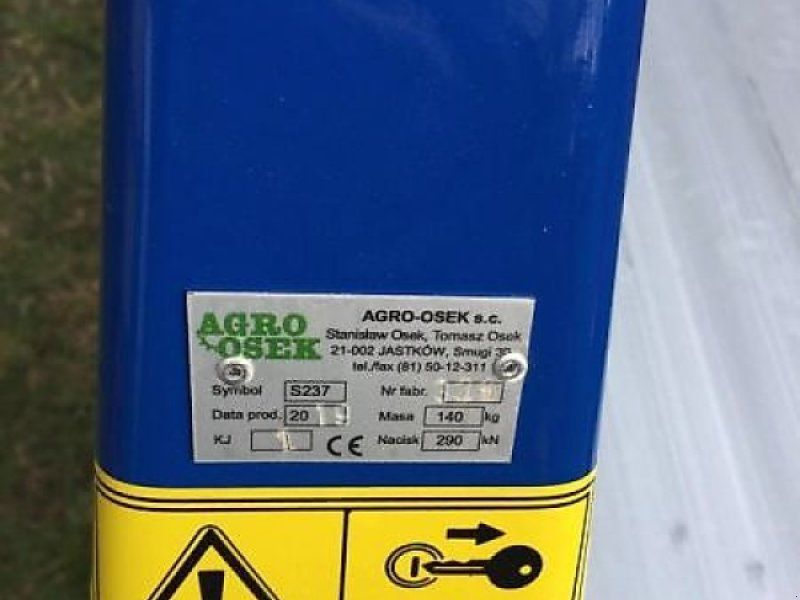 AGRO
OSEK
AGRO-OSEK s.c.
Stanisław Osek, Tomasz Osek
21-002 JASTKÓW, Smugi
tel./fax (81) 50-12-311
Symbol S237 Nr fabr.
Data prod. 20 Masa 140 kg
KJ CE Nacisk 290 kN